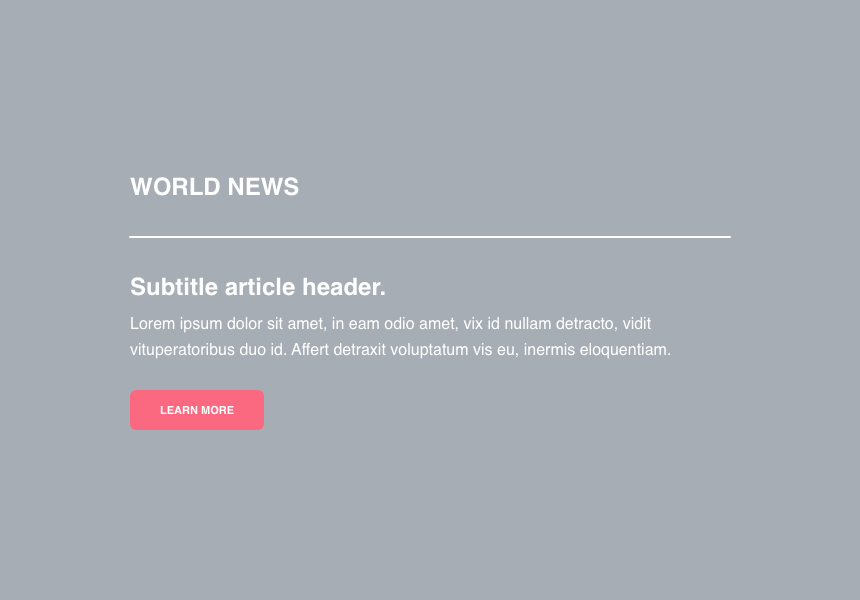 WORLD NEWS
Subtitle article header.
Lorem ipsum dolor sit amet, in eam odio amet, vix id nullam detracto, vidit
vituperatoribus duo id. Affert detraxit voluptatum vis eu, inermis eloquentiam.
LEARN MORE